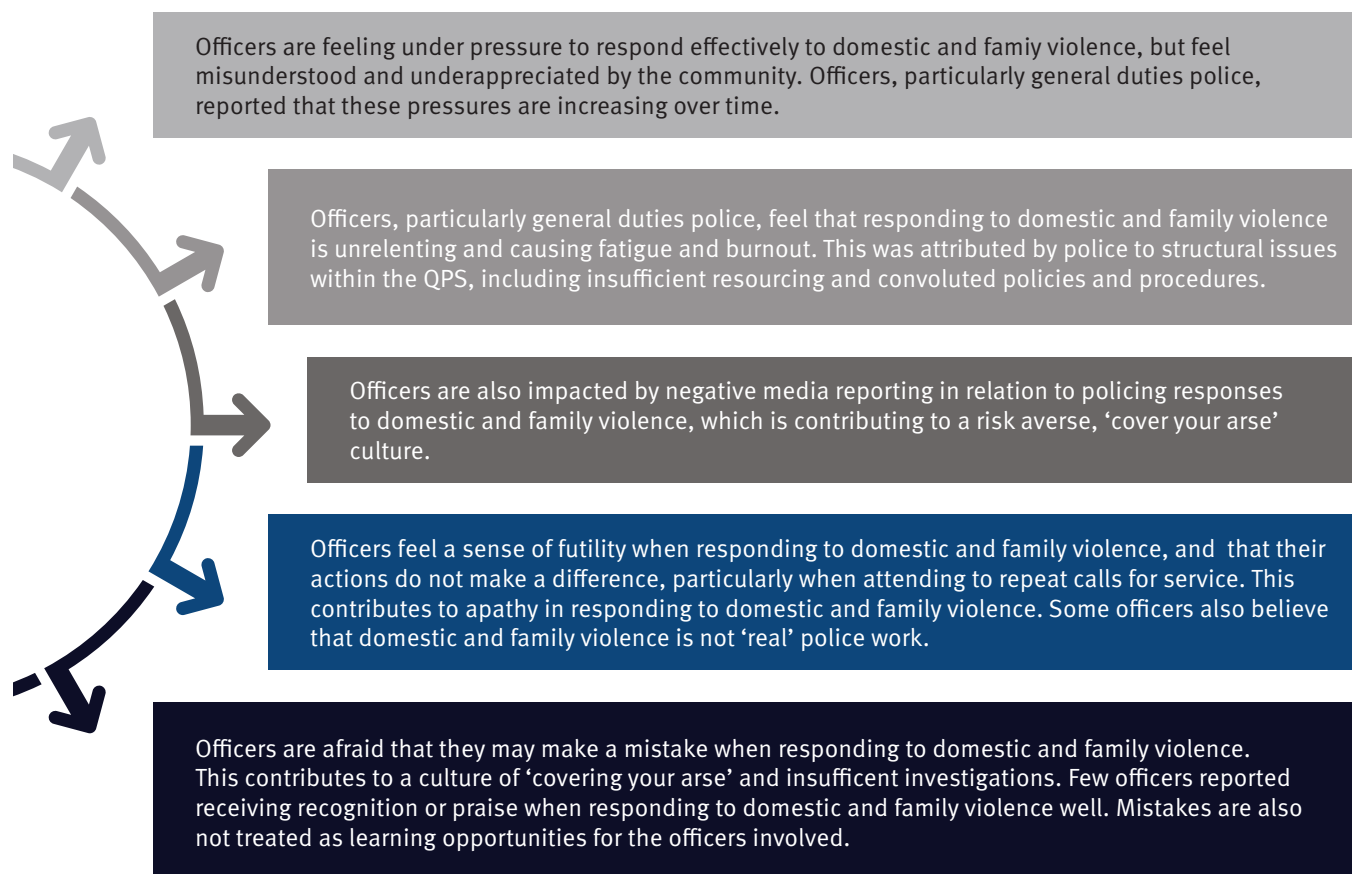 Officers are feeling under pressure to respond effectively to domestic and famiy violence, but feel
misunderstood and underappreciated by the community. Officers, particularly general duties police,
reported that these pressures are increasing over time.
Officers, particularly general duties police, feel that responding to domestic and family violence
is unrelenting and causing fatigue and burnout. This was attributed by police to structural issues
within the QPS, including insufficient resourcing and convoluted policies and procedures.
Officers are also impacted by negative media reporting in relation to policing responses
to domestic and family violence, which is contributing to a risk averse, ‘cover your arse’
culture.
Officers feel a sense of futility when responding to domestic and family violence, and  that their
actions do not make a difference, particularly when attending to repeat calls for service. This
contributes to apathy in responding to domestic and family violence. Some officers also believe
that domestic and family violence is not ‘real’ police work.
Officers are afraid that they may make a mistake when responding to domestic and family violence.
This contributes to a culture of ‘covering your arse’ and insufficent investigations. Few officers reported
receiving recognition or praise when responding to domestic and family violence well. Mistakes are also
not treated as learning opportunities for the officers involved.